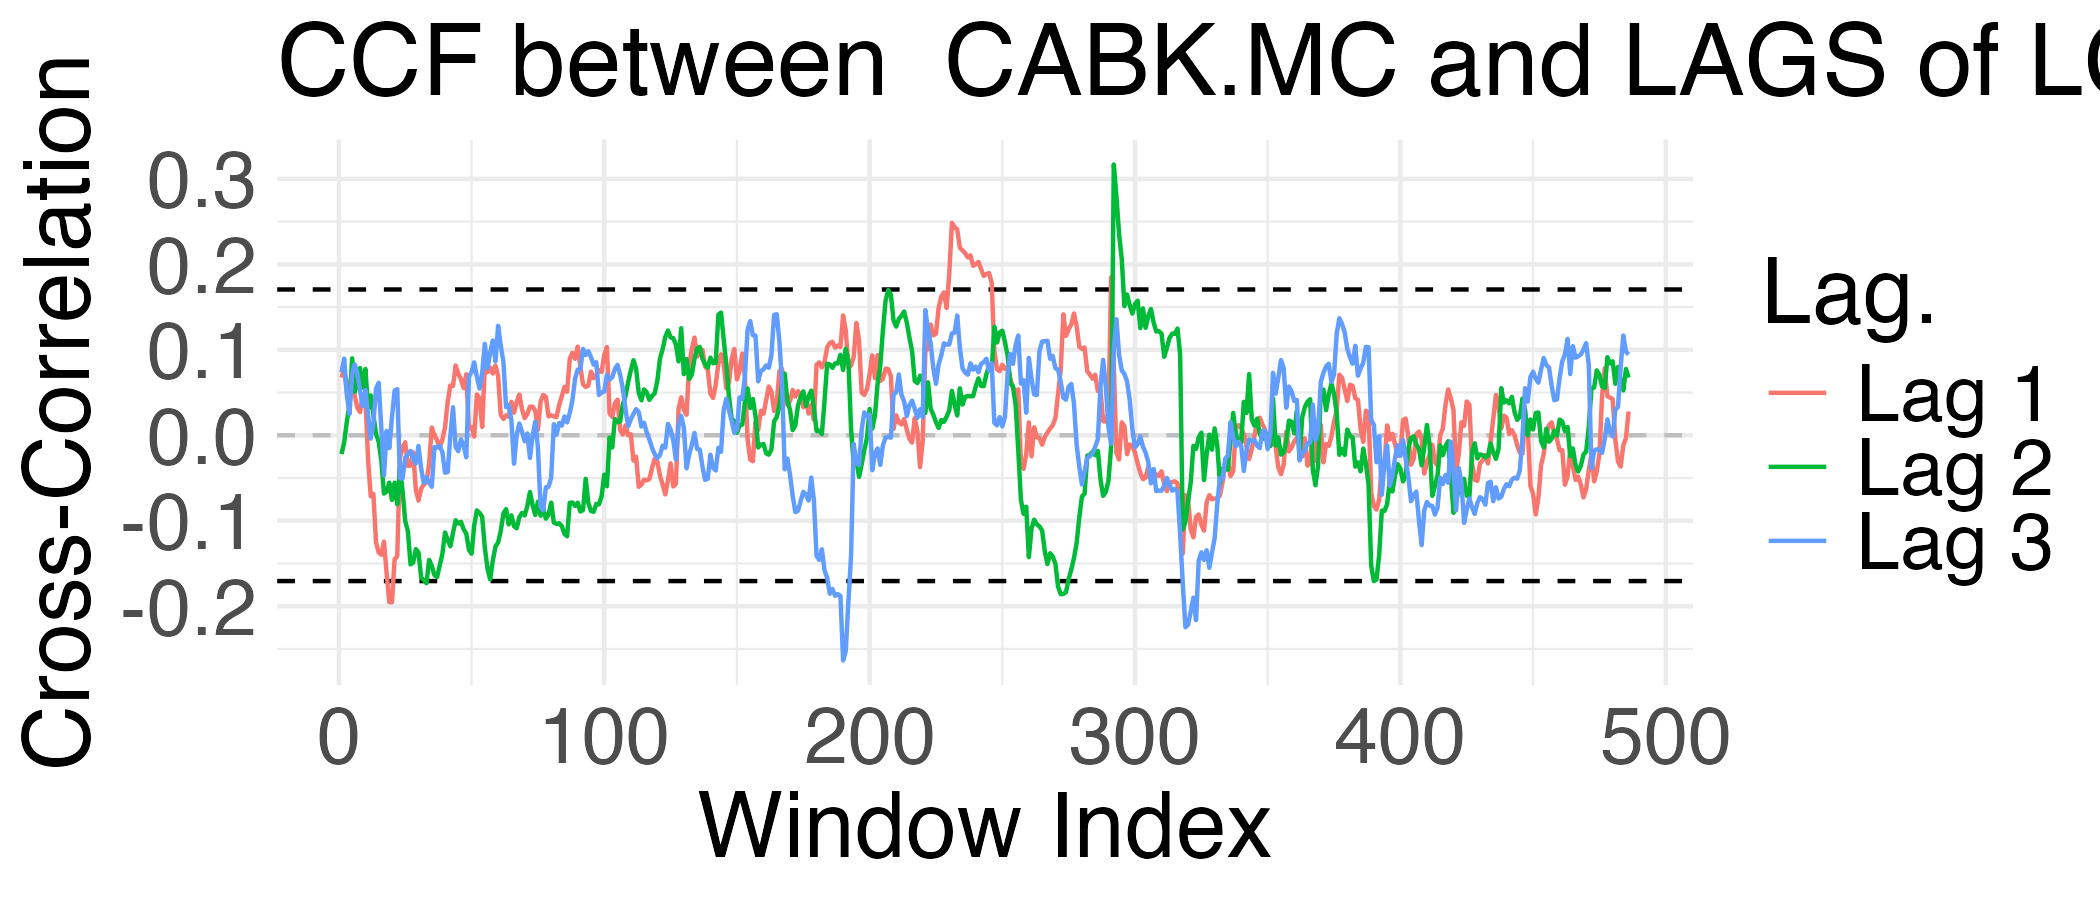 CCF between CABK.MC and LAGS of
Cross-Correlation
0.3
0.2
0.1
0.0
-0.1
-0.2
0
100
200
300
400
500
Window Index
Lag.
Lag 1
Lag 2
Lag 3